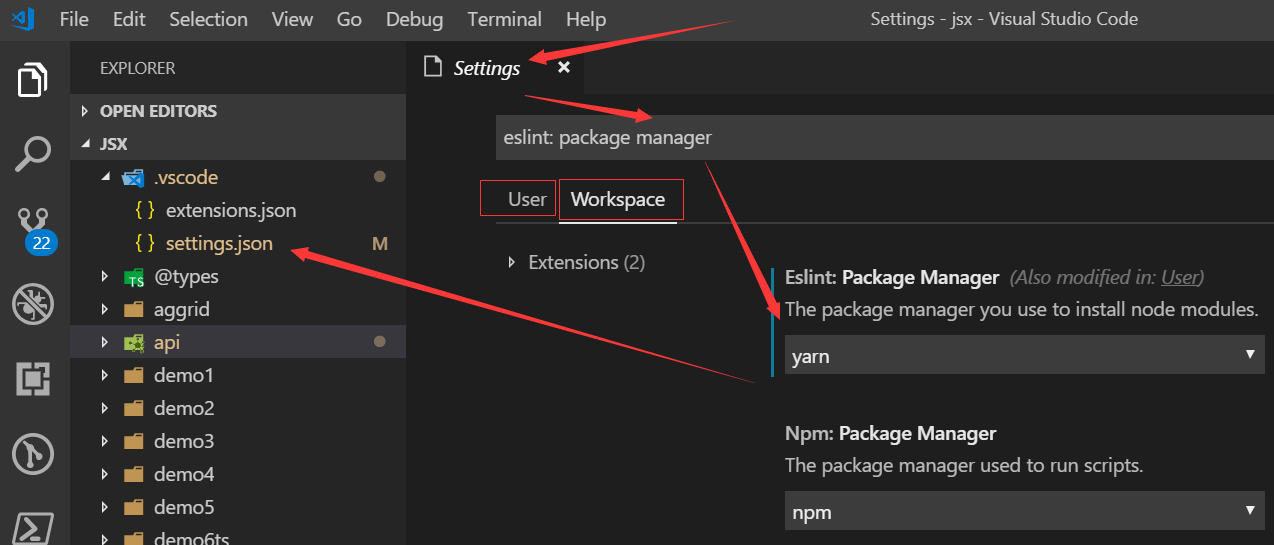 File Edit Selection View Go Debug Terminal Help Settings - jsx - Visual Studio Code
EXPLORER
OPEN EDITORS
JSX
.vscode
{ } extensions.json
{ } settings.json M
TS @types
aggrid
api
demo1
demo2
demo3
demo4
demo5
demo6ts
22
Settings ×
eslint: package manager
User Workspace
Extensions (2)
Eslint: Package Manager (Also modified in: User)
The package manager you use to install node modules.
yarn
Npm: Package Manager
The package manager used to run scripts.
npm